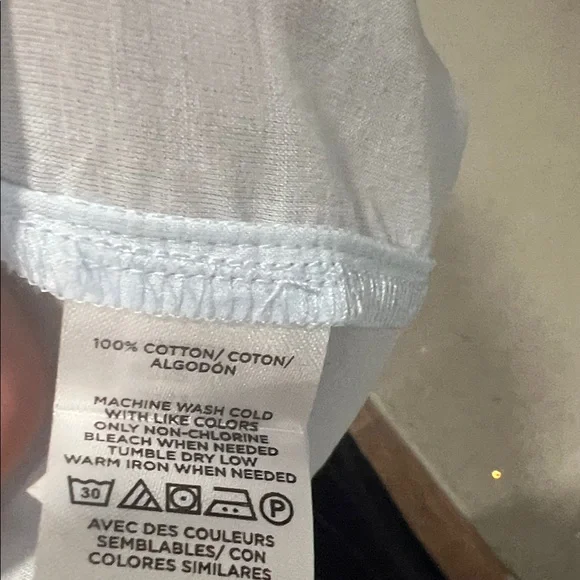 100% COTTON/ COTON/
ALGODÓN
MACHINE WASH COLD
WITH LIKE COLORS
ONLY NON-CHLORINE
BLEACH WHEN NEEDED
TUMBLE DRY LOW
WARM IRON WHEN NEEDED
30 P
AVEC DES COULEURS
SEMBLABLES/ CON
COLORES SIMILARES